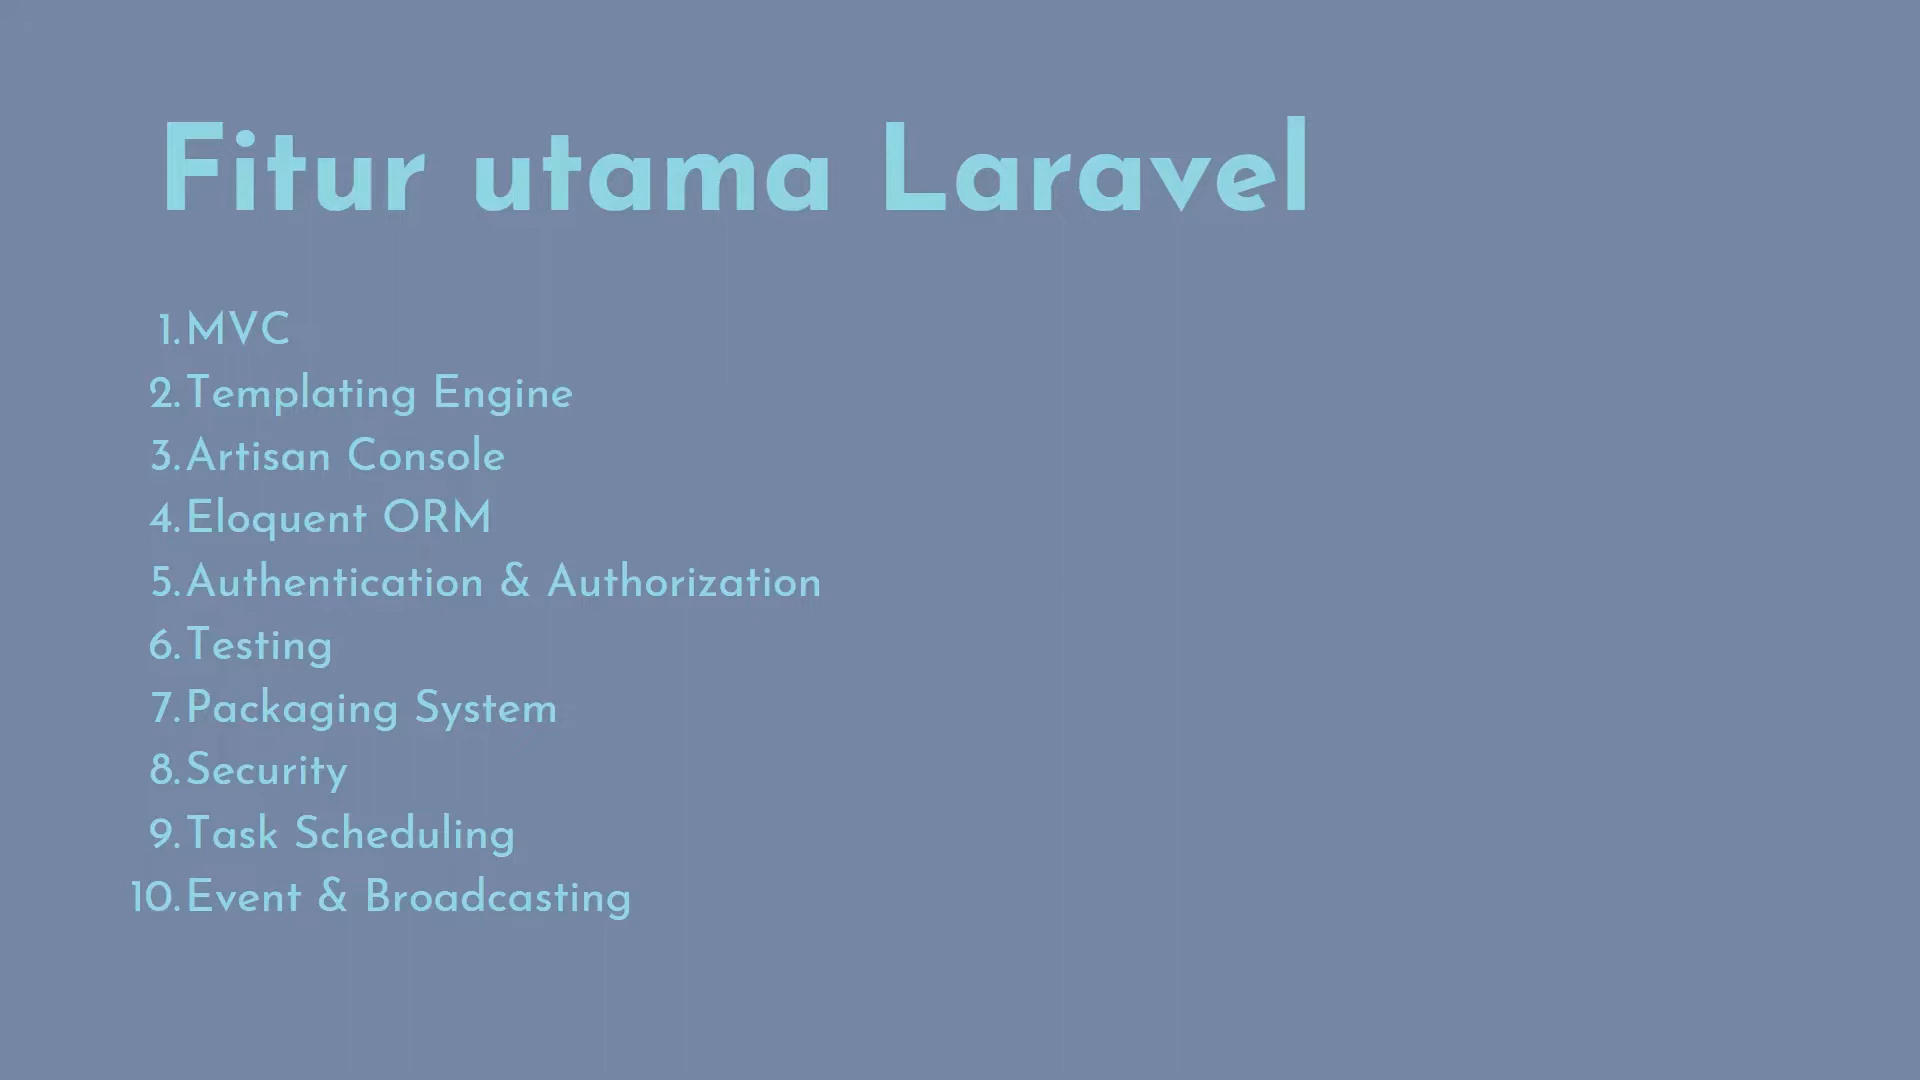 Fitur utama Laravel
1. MVC
2. Templating Engine
3. Artisan Console
4. Eloquent ORM
5. Authentication & Authorization
6. Testing
7. Packaging System
8. Security
9. Task Scheduling
10. Event & Broadcasting